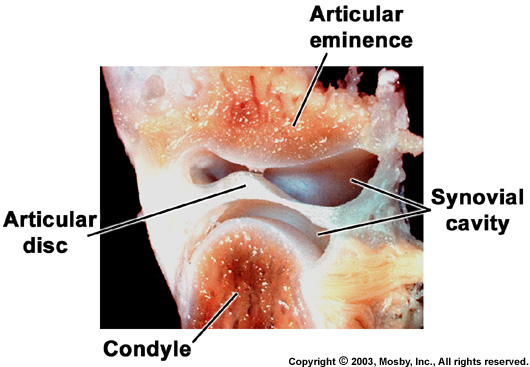 Articular
eminence
Articular
disc
Synovial
cavity
Condyle
Copyright © 2003, Mosby, Inc., All rights reserved.